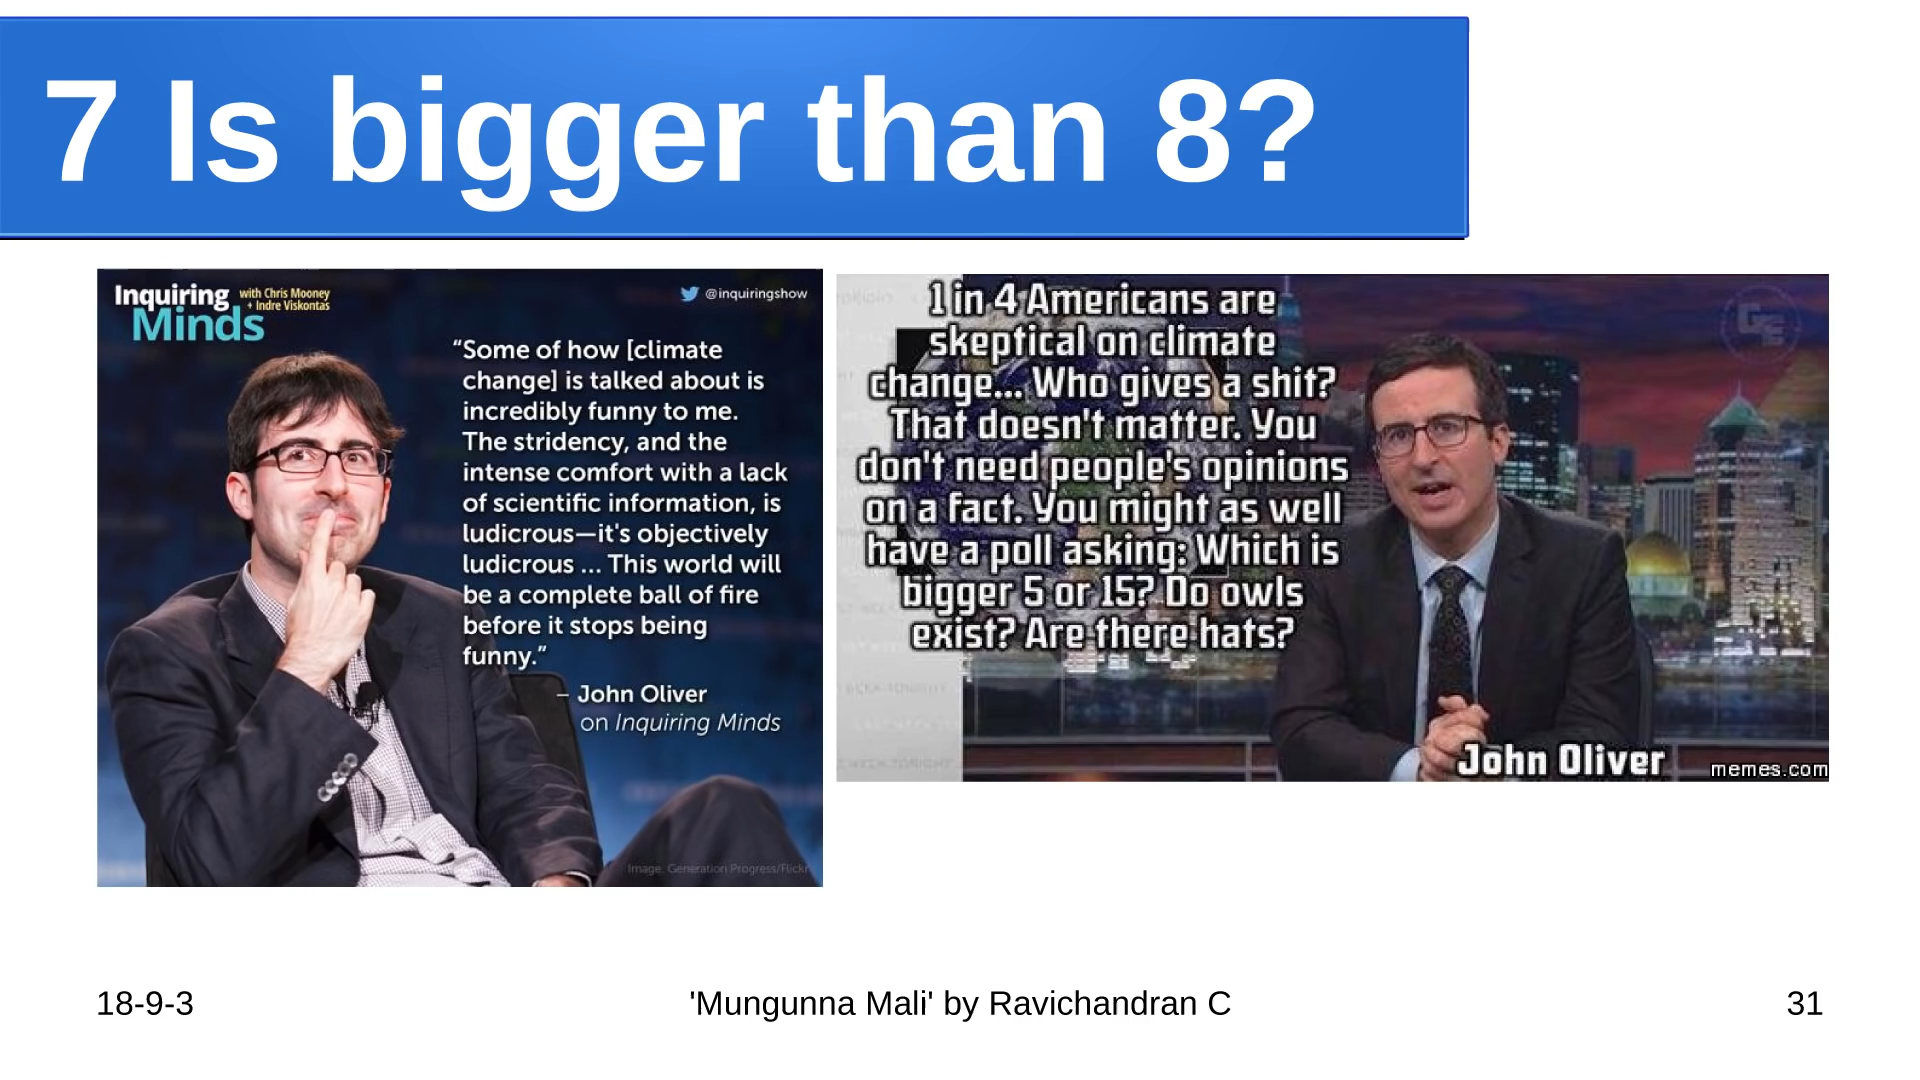 7 Is bigger than 8?
Inquiring with Chris Mooney
+ Indre Viskontas
Minds
@inquiringshow
“Some of how [climate
change] is talked about is
incredibly funny to me.
The stridency, and the
intense comfort with a lack
of scientific information, is
ludicrous—it's objectively
ludicrous ... This world will
be a complete ball of fire
before it stops being
funny.”
– John Oliver
on Inquiring Minds
Image: Generation Progress/Flickr
1 in 4 Americans are
skeptical on climate
change... Who gives a shit?
That doesn't matter. You
don't need people's opinions
on a fact. You might as well
have a poll asking: Which is
bigger 5 or 15? Do owls
exist? Are there hats?
John Oliver
memes.com
18-9-3
'Mungunna Mali' by Ravichandran C
31